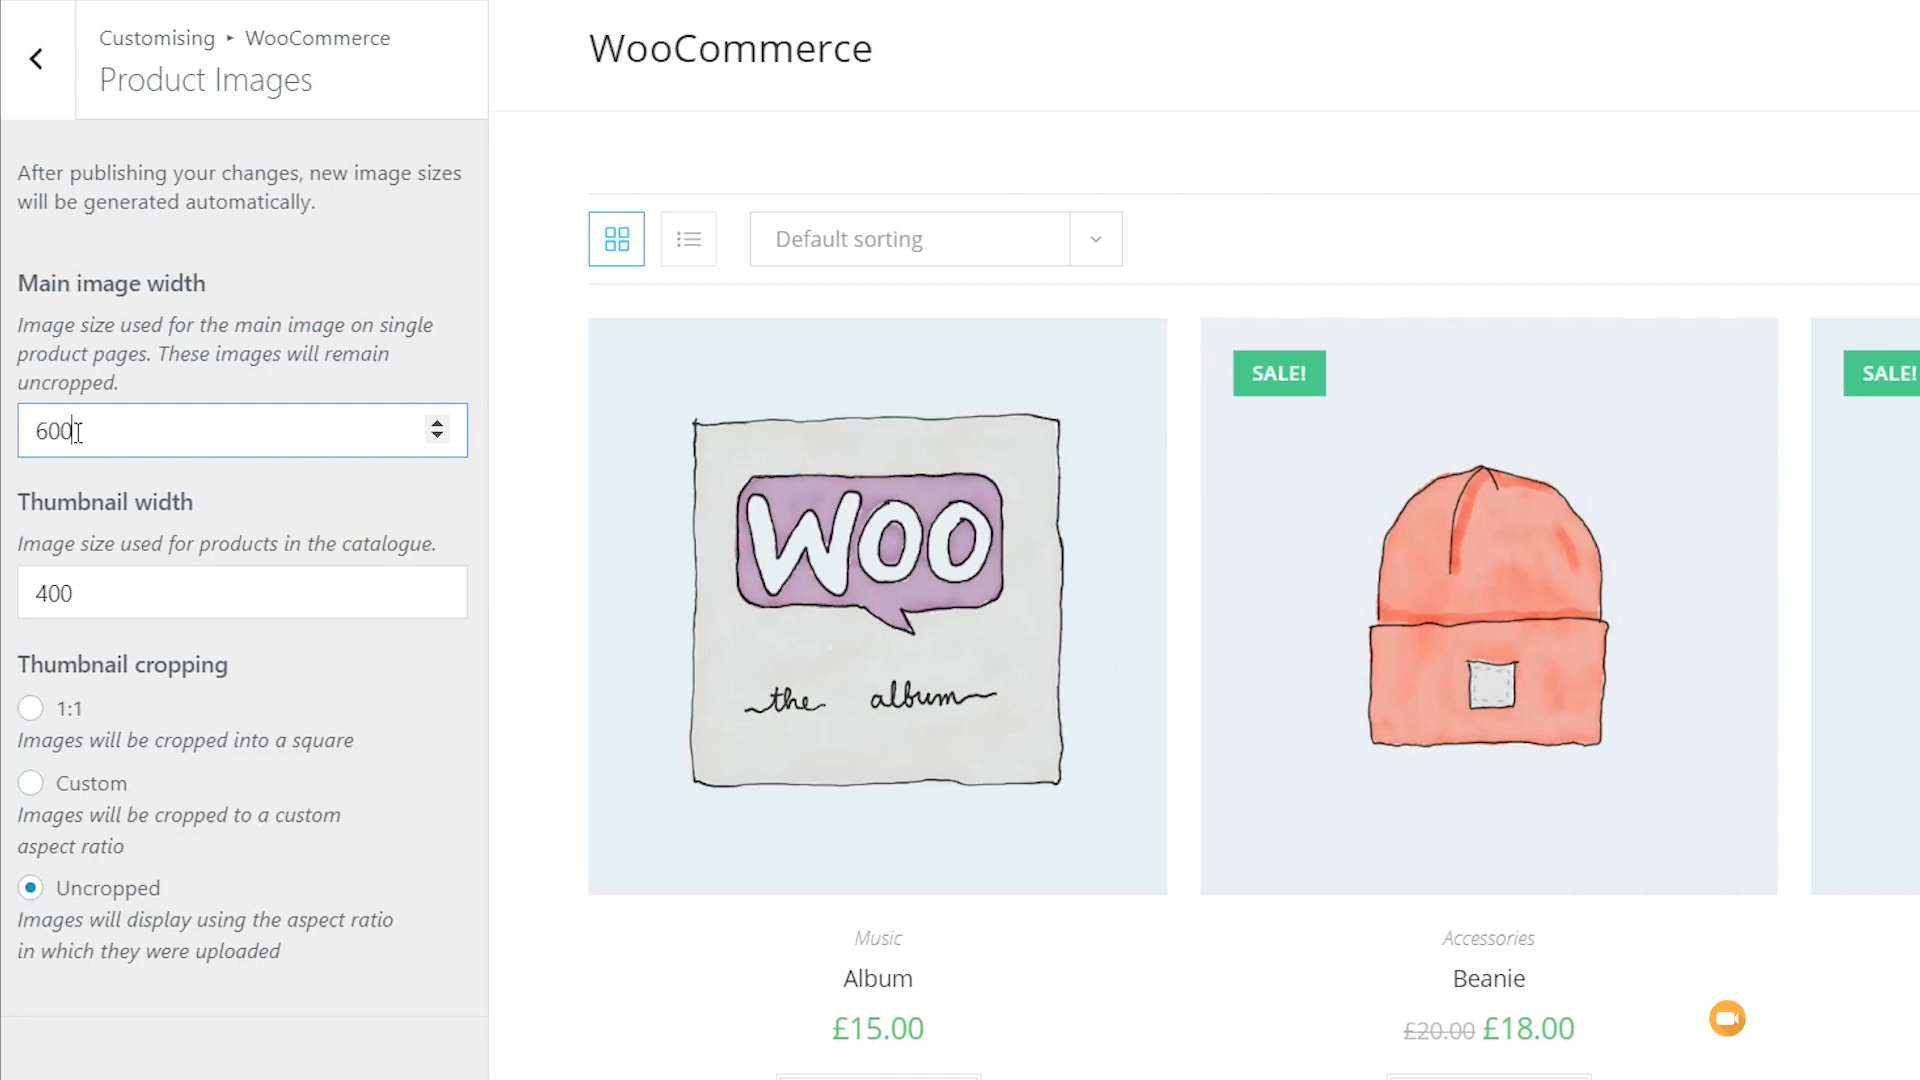 Customising ▸ WooCommerce
Product Images
After publishing your changes, new image sizes
will be generated automatically.
Main image width
Image size used for the main image on single
product pages. These images will remain
uncropped.
600
Thumbnail width
Image size used for products in the catalogue.
400
Thumbnail cropping
1:1
Images will be cropped into a square
Custom
Images will be cropped to a custom
aspect ratio
Uncropped
Images will display using the aspect ratio
in which they were uploaded
WooCommerce
Default sorting
WOO
the album
Music
Album
£15.00
SALE!
Accessories
Beanie
£20.00 £18.00
SALE!